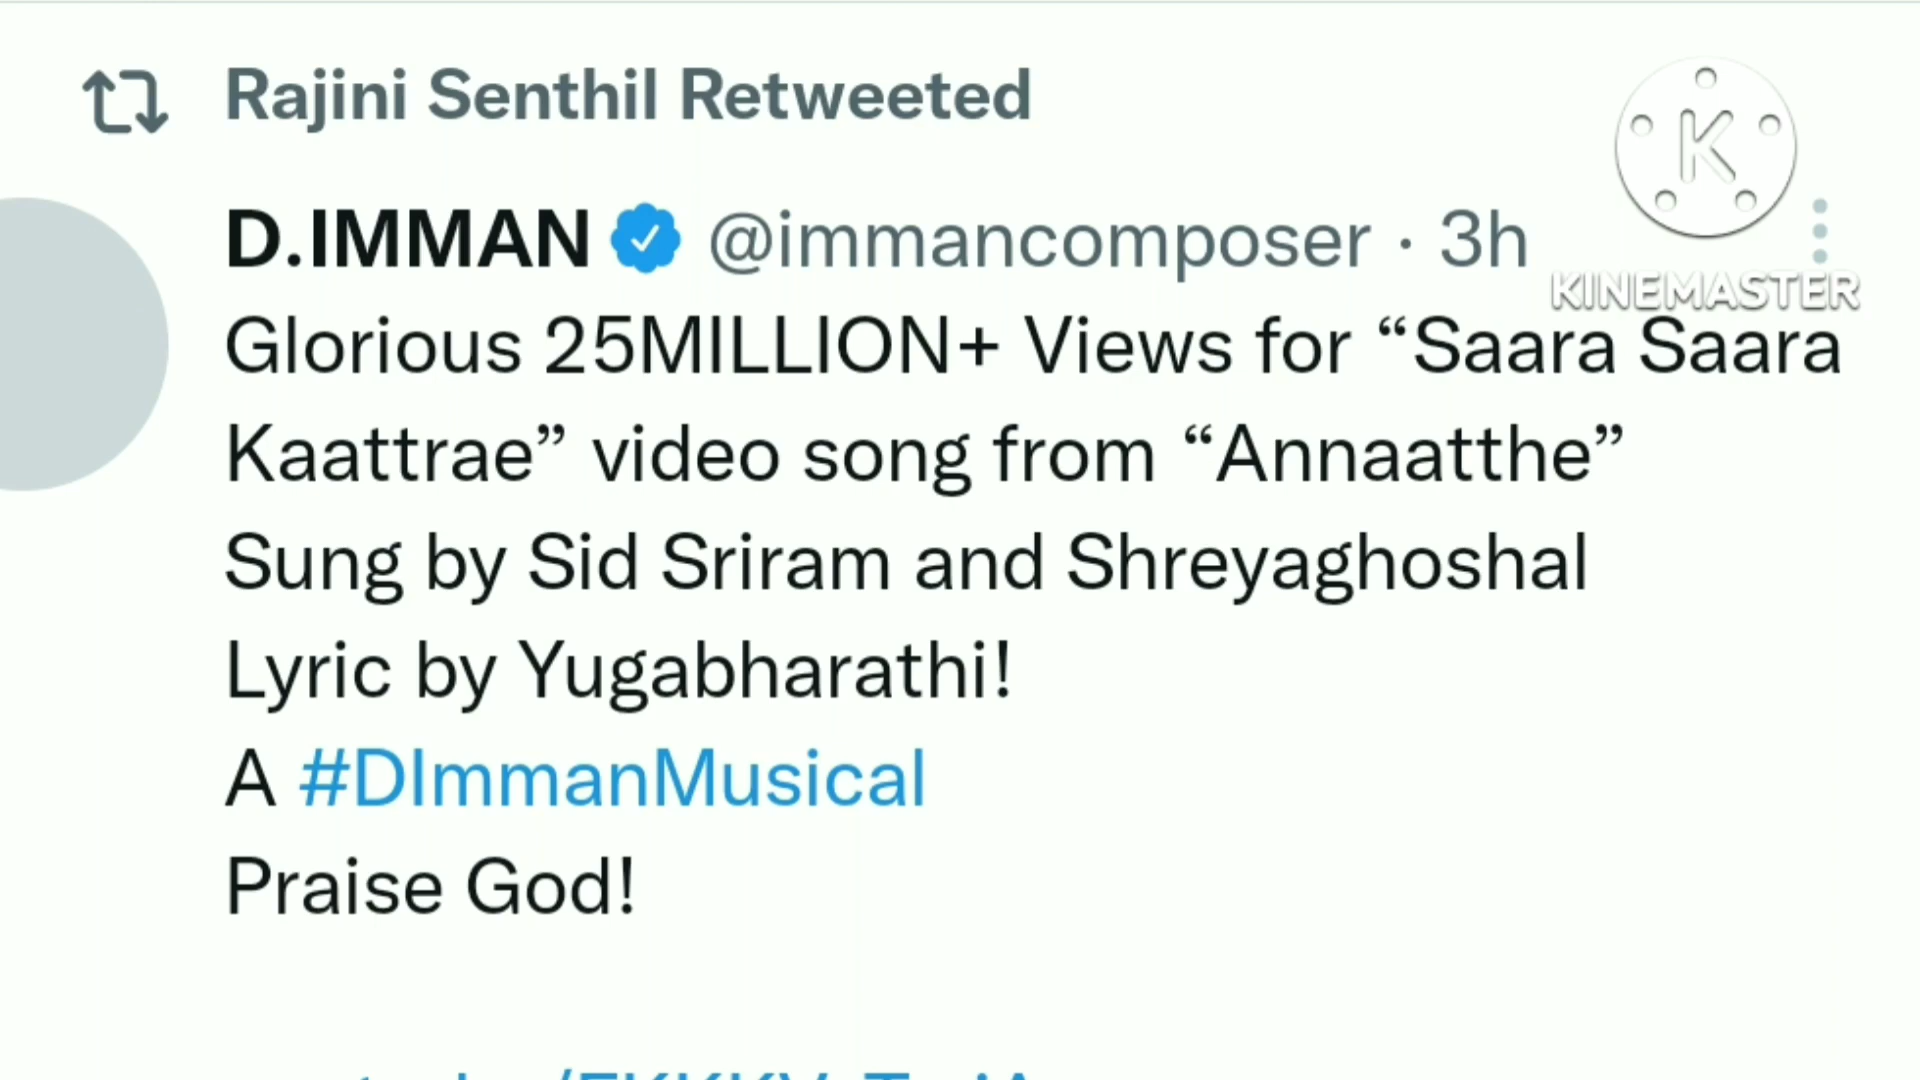 Rajini Senthil Retweeted
K
D.IMMAN @immancomposer · 3h
KINEMASTER
Glorious 25MILLION+ Views for “Saara Saara
Kaattrae” video song from “Annaatthe”
Sung by Sid Sriram and Shreyaghoshal
Lyric by Yugabharathi!
A #DImmanMusical
Praise God!